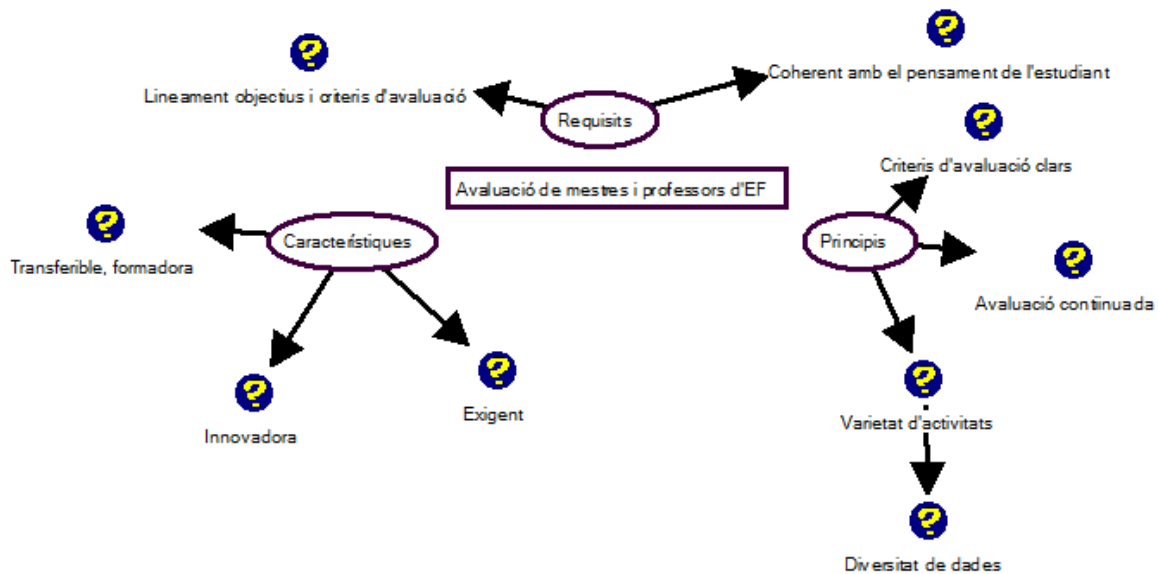 Coherent amb el pensament de l'estudiant
Lineament objectius i criteris d'avaluació
Requisits
Criteris d'avaluació clars
Avaluació de mestres i professors d'EF
Característiques
Principis
Transferible, formadora
Avaluació contiinuada
Exigent
Varietat d'activitats
Innovadora
Diversitat de dades